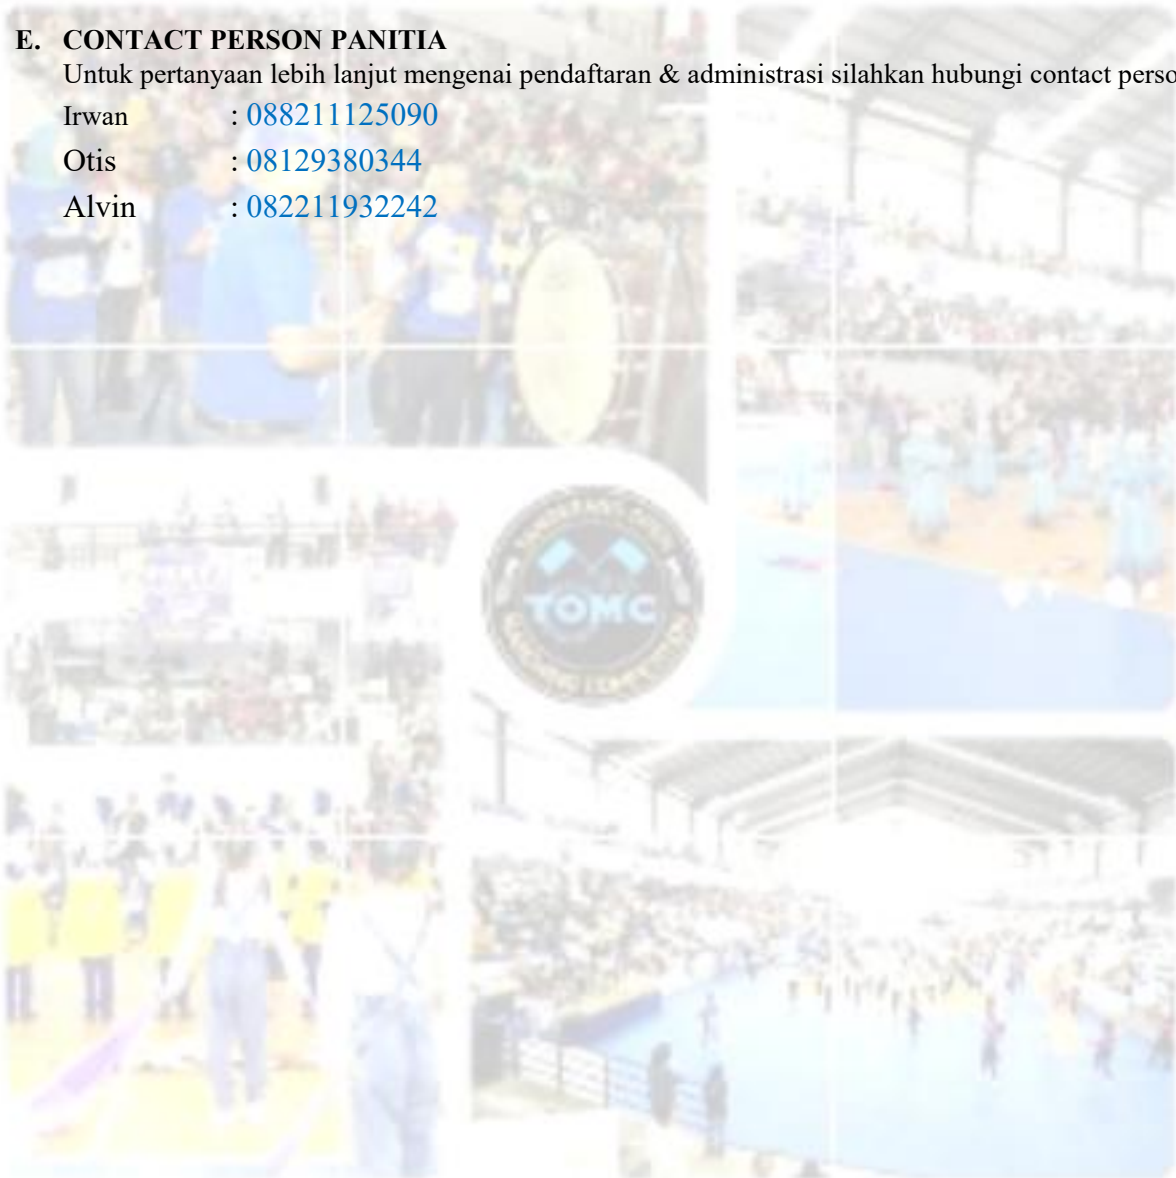 E. CONTACT PERSON PANITIA
Untuk pertanyaan lebih lanjut mengenai pendaftaran & administrasi silahkan hubungi contact perso
Irwan : 088211125090
Otis : 08129380344
Alvin : 082211932242
TOMC